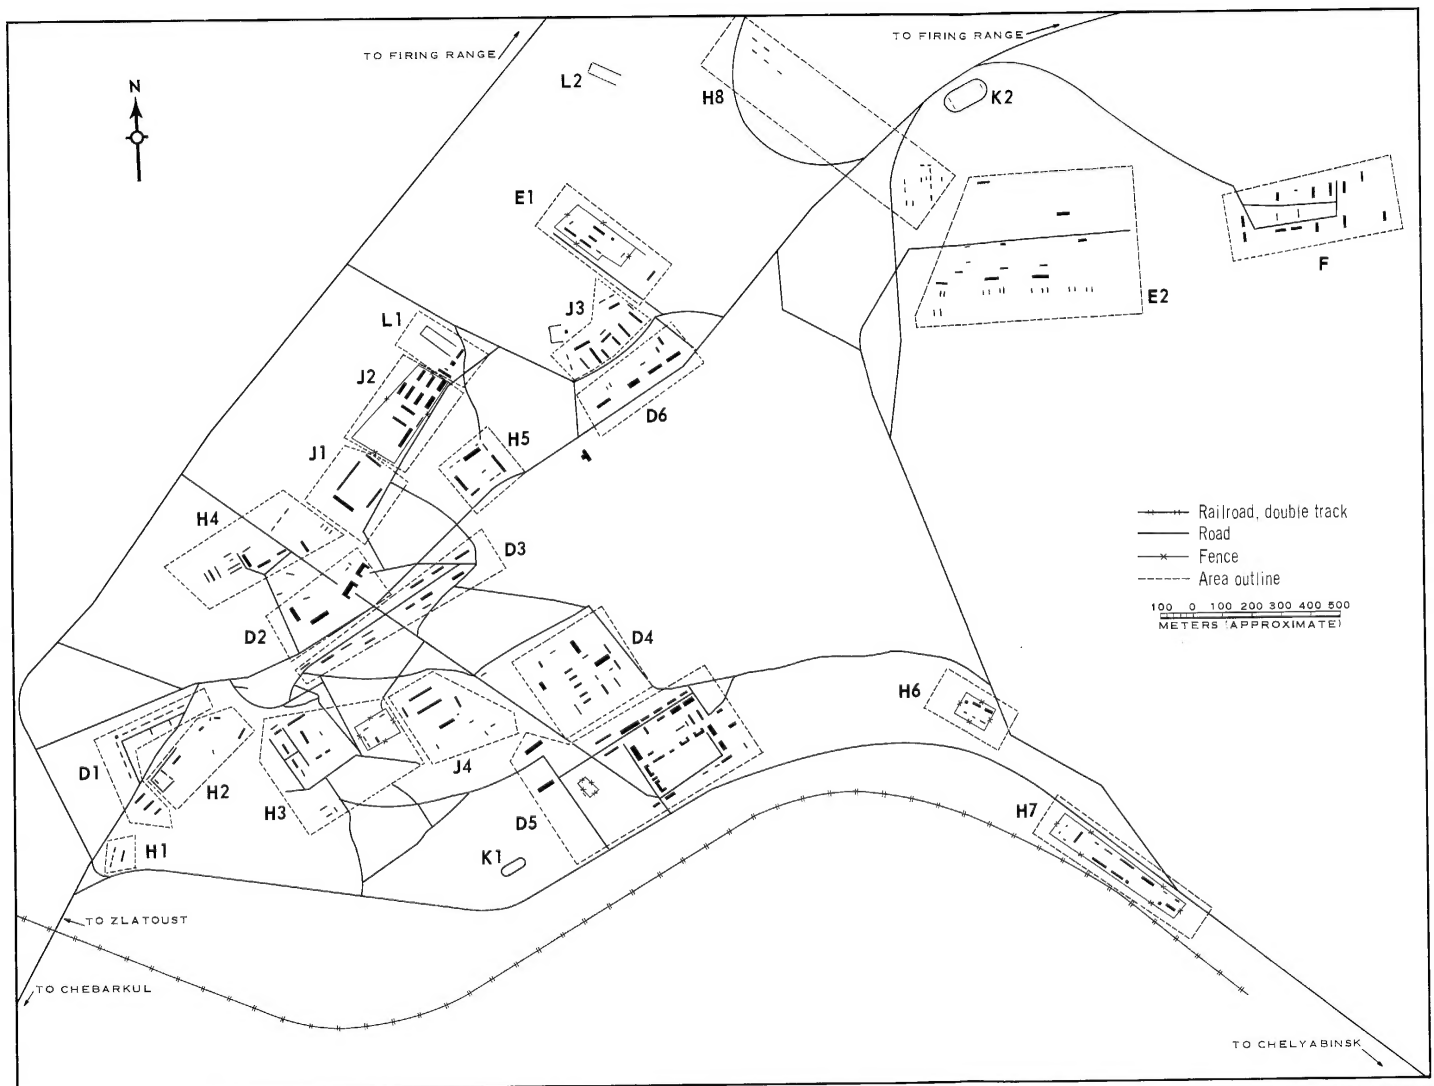 TO FIRING RANGE
TO FIRING RANGE
N
L2
H8
K2
E1
F
J3
E2
L1
J2
D6
H5
J1
H4
Railroad, double track
Road
Fence
Area outline
100 0 100 200 300 400 500
METERS (APPROXIMATE)
D3
D2
D4
H6
D1
J4
H2
H3
H7
D5
H1
K1
TO ZLATOUST
TO CHEBARKUL
TO CHELYABINSK